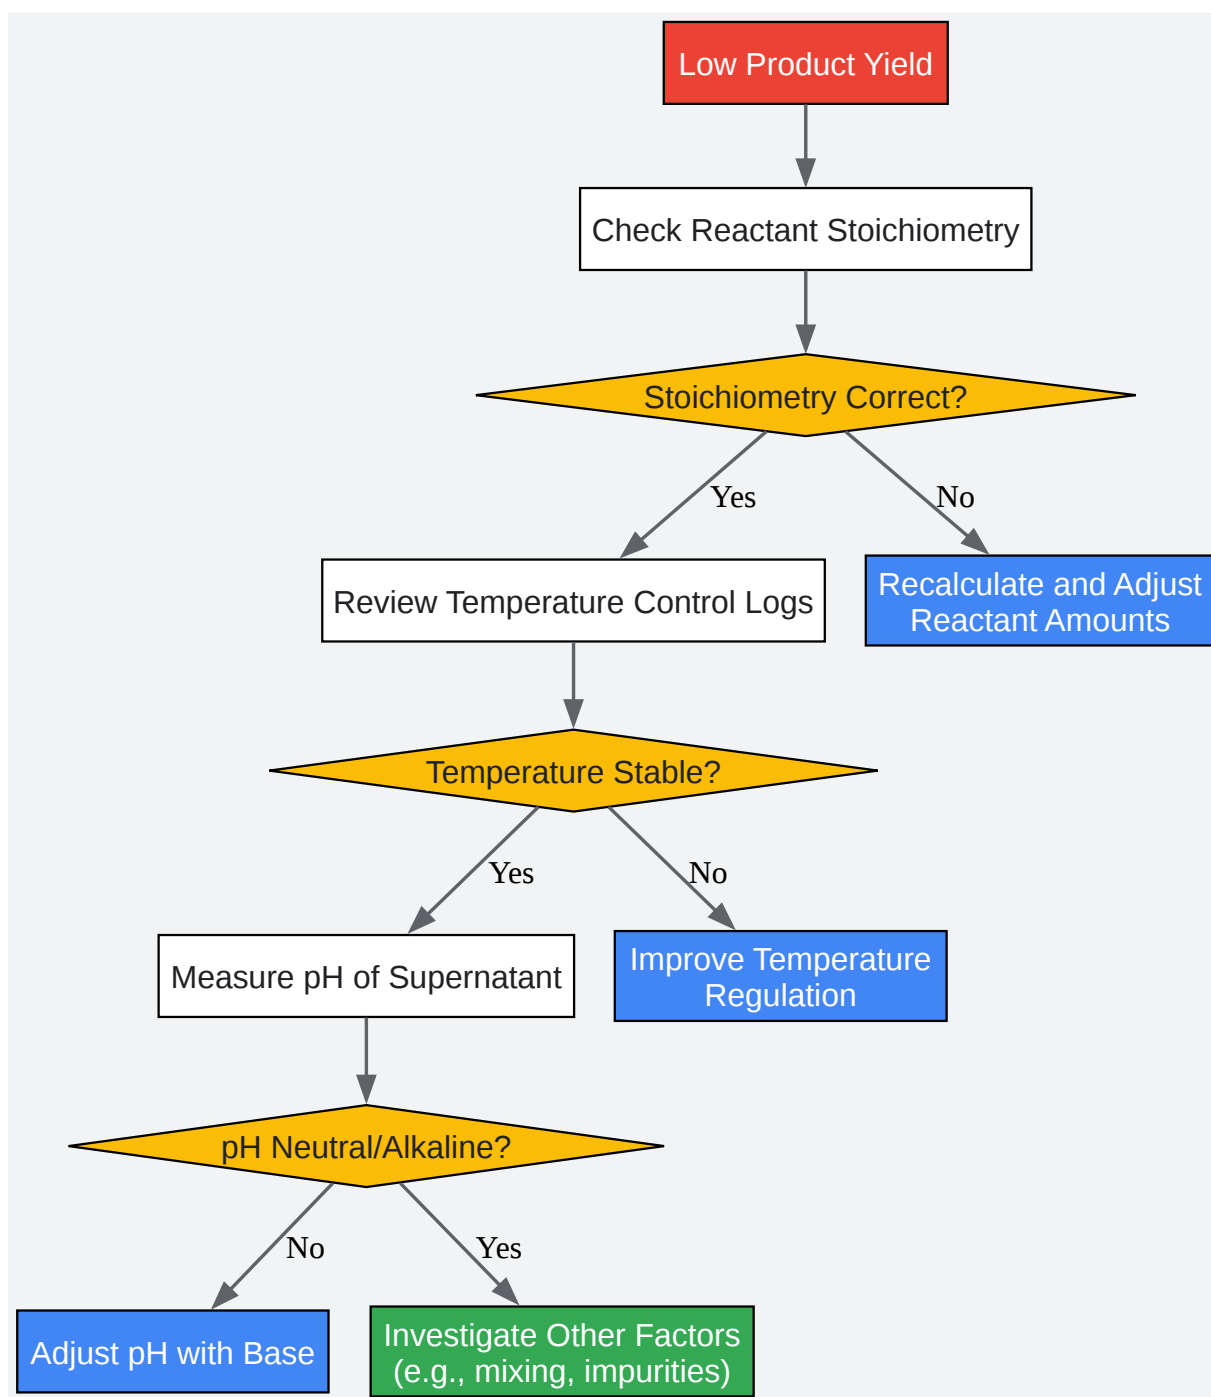 Low Product Yield
Check Reactant Stoichiometry
Stoichiometry Correct?
Yes
No
Review Temperature Control Logs
Recalculate and Adjust
Reactant Amounts
Temperature Stable?
Yes
No
Measure pH of Supernatant
Improve Temperature
Regulation
pH Neutral/Alkaline?
No
Yes
Adjust pH with Base
Investigate Other Factors
(e.g., mixing, impurities)